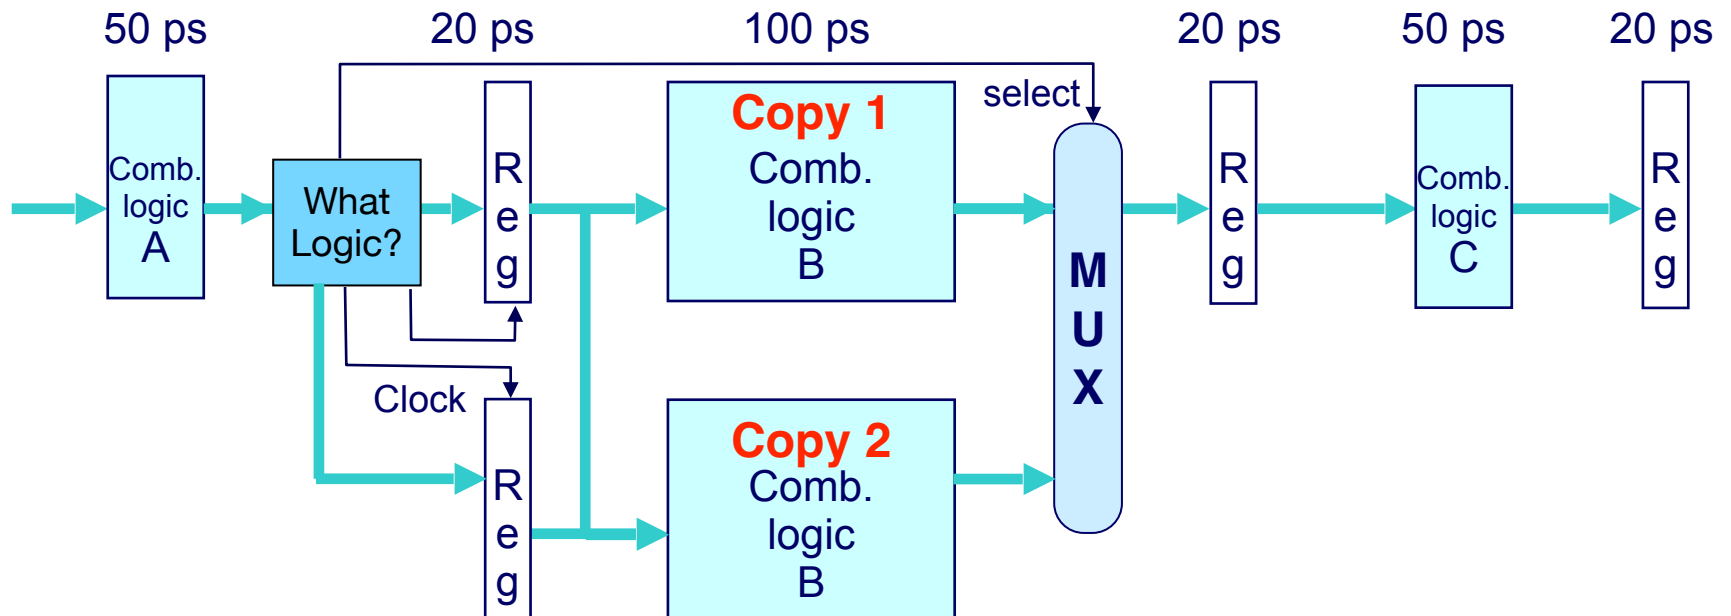 50 ps
20 ps
100 ps
20 ps
50 ps
20 ps
select
Comb.
logic
A
What
Logic?
R
e
g
Copy 1
Comb.
logic
B
M
U
X
R
e
g
Comb.
logic
C
R
e
g
Clock
R
e
g
Copy 2
Comb.
logic
B